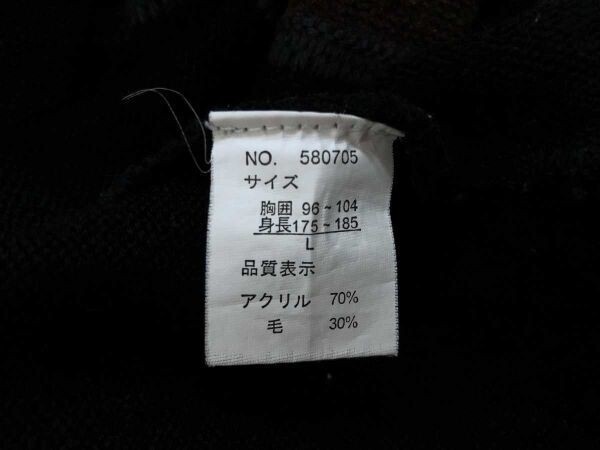 NO. 580705
サイズ
胸囲 96~104
身長175~185
L
品質表示
アクリル 70%
毛 30%